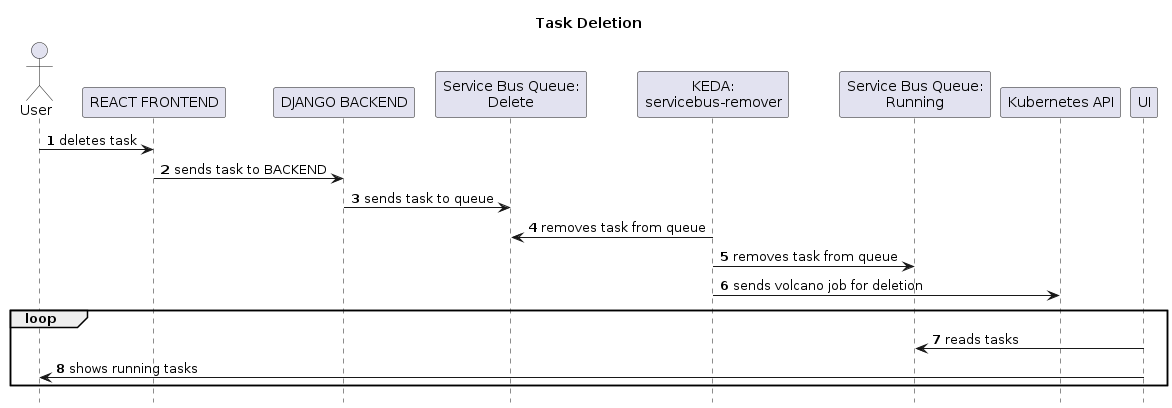 Task Deletion
User
REACT FRONTEND
DJANGO BACKEND
Service Bus Queue:
Delete
KEDA:
servicebus-remover
Service Bus Queue:
Running
Kubernetes API
UI
1 deletes task
2 sends task to BACKEND
3 sends task to queue
4 removes task from queue
5 removes task from queue
6 sends volcano job for deletion
loop
7 reads tasks
8 shows running tasks